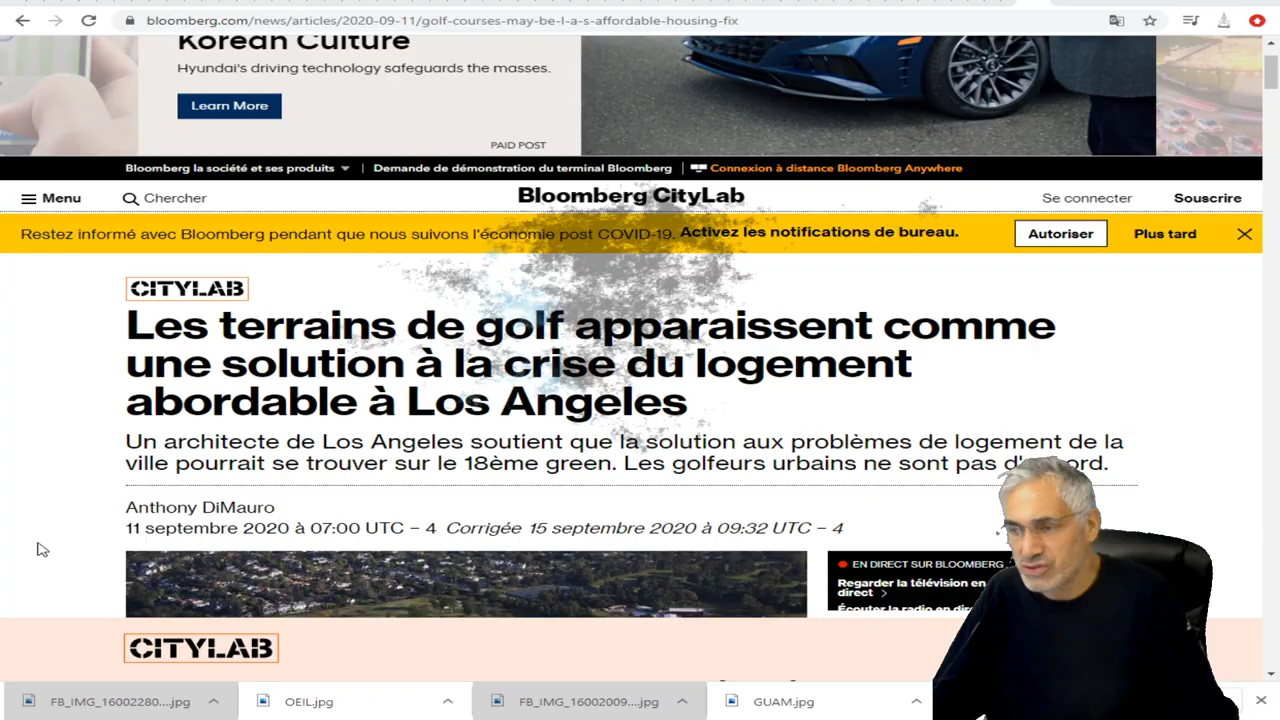 bloomberg.com/news/articles/2020-09-11/golf-courses-may-be-l-a-s-affordable-housing-fix
Korean Culture
Hyundai's driving technology safeguards the masses.
Learn More
PAID POST
Bloomberg la société et ses produits
Demande de démonstration du terminal Bloomberg
Connexion à distance Bloomberg Anywhere
Menu
Chercher
Bloomberg CityLab
Se connecter
Souscrire
Restez informé avec Bloomberg pendant que nous suivons l'économie post COVID-19. Activez les notifications de bureau.
Autoriser
Plus tard
CITYLAB
Les terrains de golf apparaissent comme
une solution à la crise du logement
abordable à Los Angeles
Un architecte de Los Angeles soutient que la solution aux problèmes de logement de la
ville pourrait se trouver sur le 18ème green. Les golfeurs urbains ne sont pas
Anthony DiMauro
11 septembre 2020 à 07:00 UTC − 4 Corrigée 15 septembre 2020 à 09:32 UTC − 4
EN DIRECT SUR BLOOMBERG
Regarder la télévision en
direct >
Écouter la radio en
CITYLAB
FB_IMG_16002280....jpg
OEIL.jpg
FB_IMG_16002009....jpg
GUAM.jpg